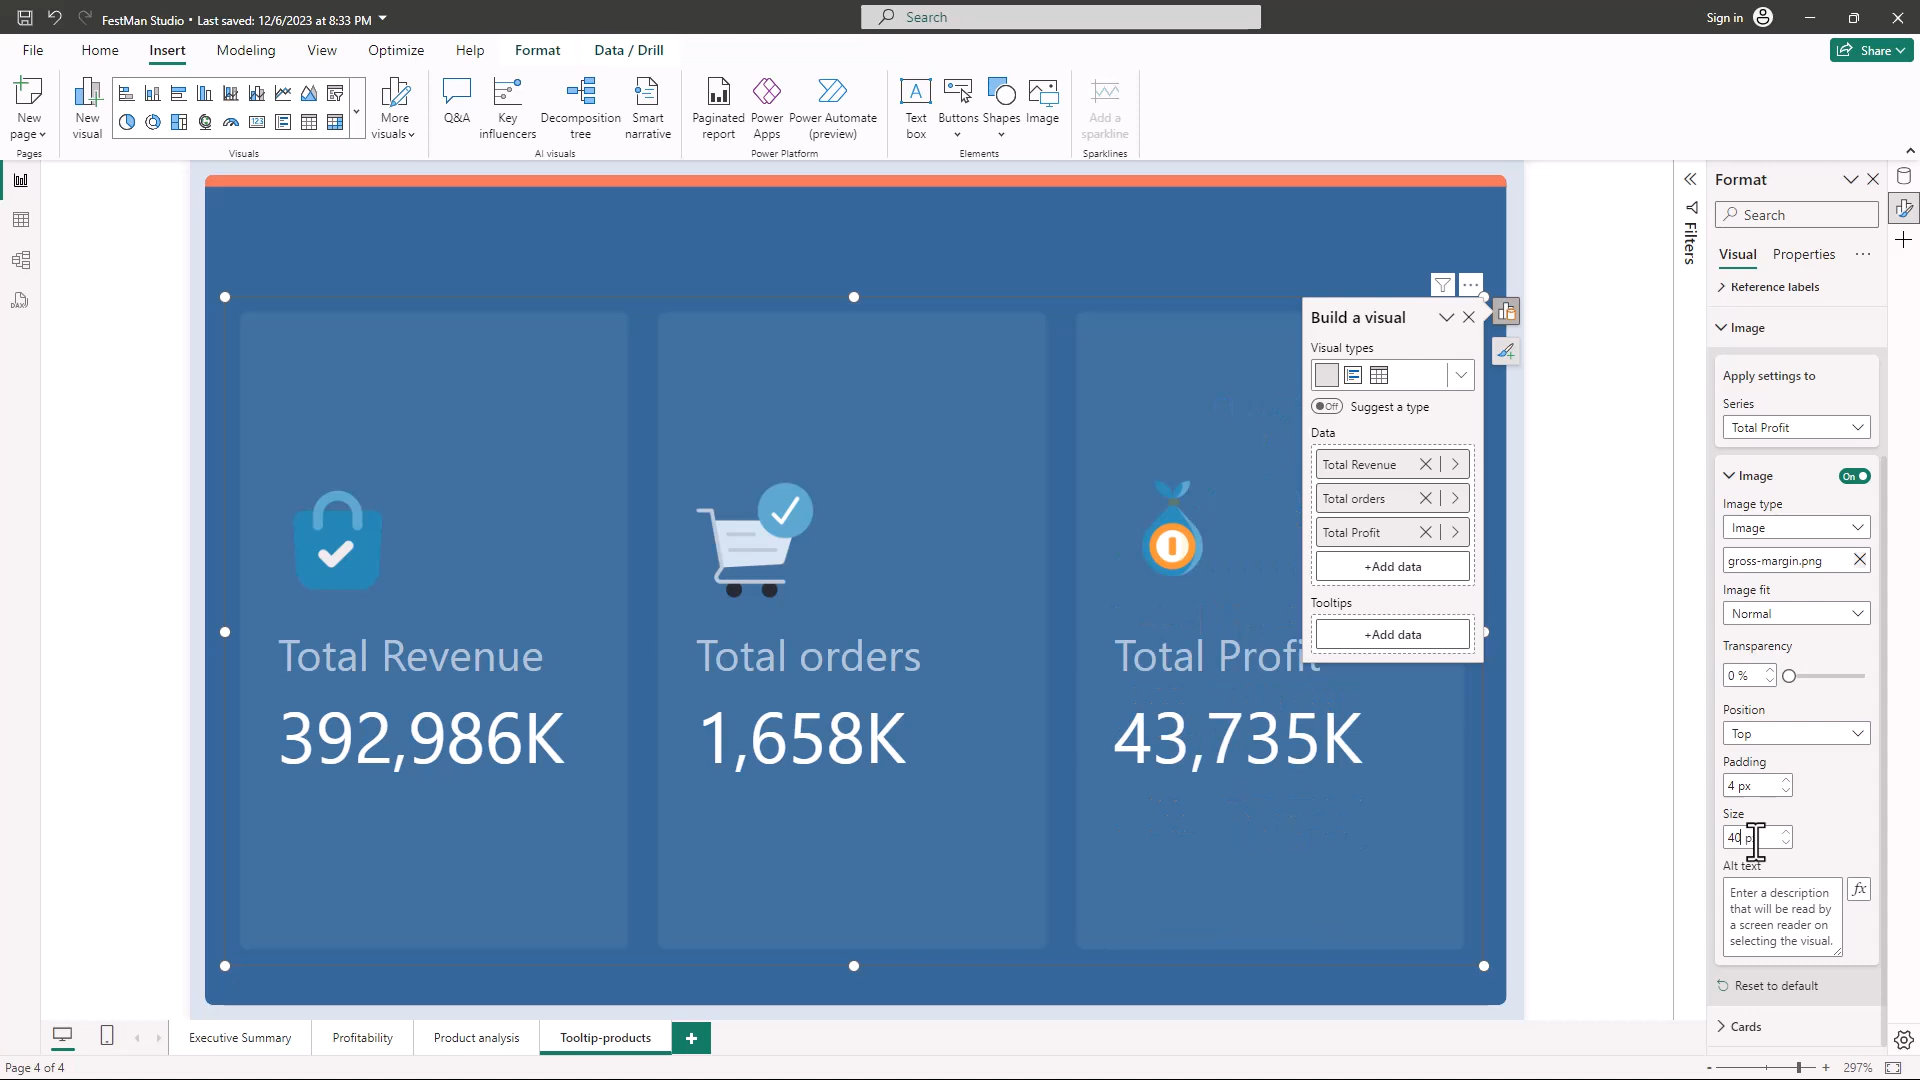 FestMan Studio • Last saved: 12/6/2023 at 8:33 PM
Search
Sign in
File
Home
Insert
Modeling
View
Optimize
Help
Format
Data / Drill
Share
New page
Pages
New visual
More visuals
Visuals
Q&A
Key influencers
Decomposition tree
Smart narrative
AI visuals
Paginated report
Power Apps
Power Automate (preview)
Power Platform
Text box
Buttons
Shapes
Image
Elements
Add a sparkline
Sparklines
Total Revenue
392,986K
Total orders
1,658K
Total Profit
43,735K
Build a visual
Visual types
Off
Suggest a type
Data
Total Revenue
Total orders
Total Profit
+Add data
Tooltips
+Add data
Filters
Format
Search
Visual
Properties
Reference labels
Image
Apply settings to
Series
Total Profit
Image
On
Image type
Image
gross-margin.png
Image fit
Normal
Transparency
0 %
Position
Top
Padding
4 px
Size
40 p
Alt text
Enter a description
that will be read by
a screen reader on
selecting the visual.
fx
Reset to default
Cards
DAX
Executive Summary
Profitability
Product analysis
Tooltip-products
Page 4 of 4
297%